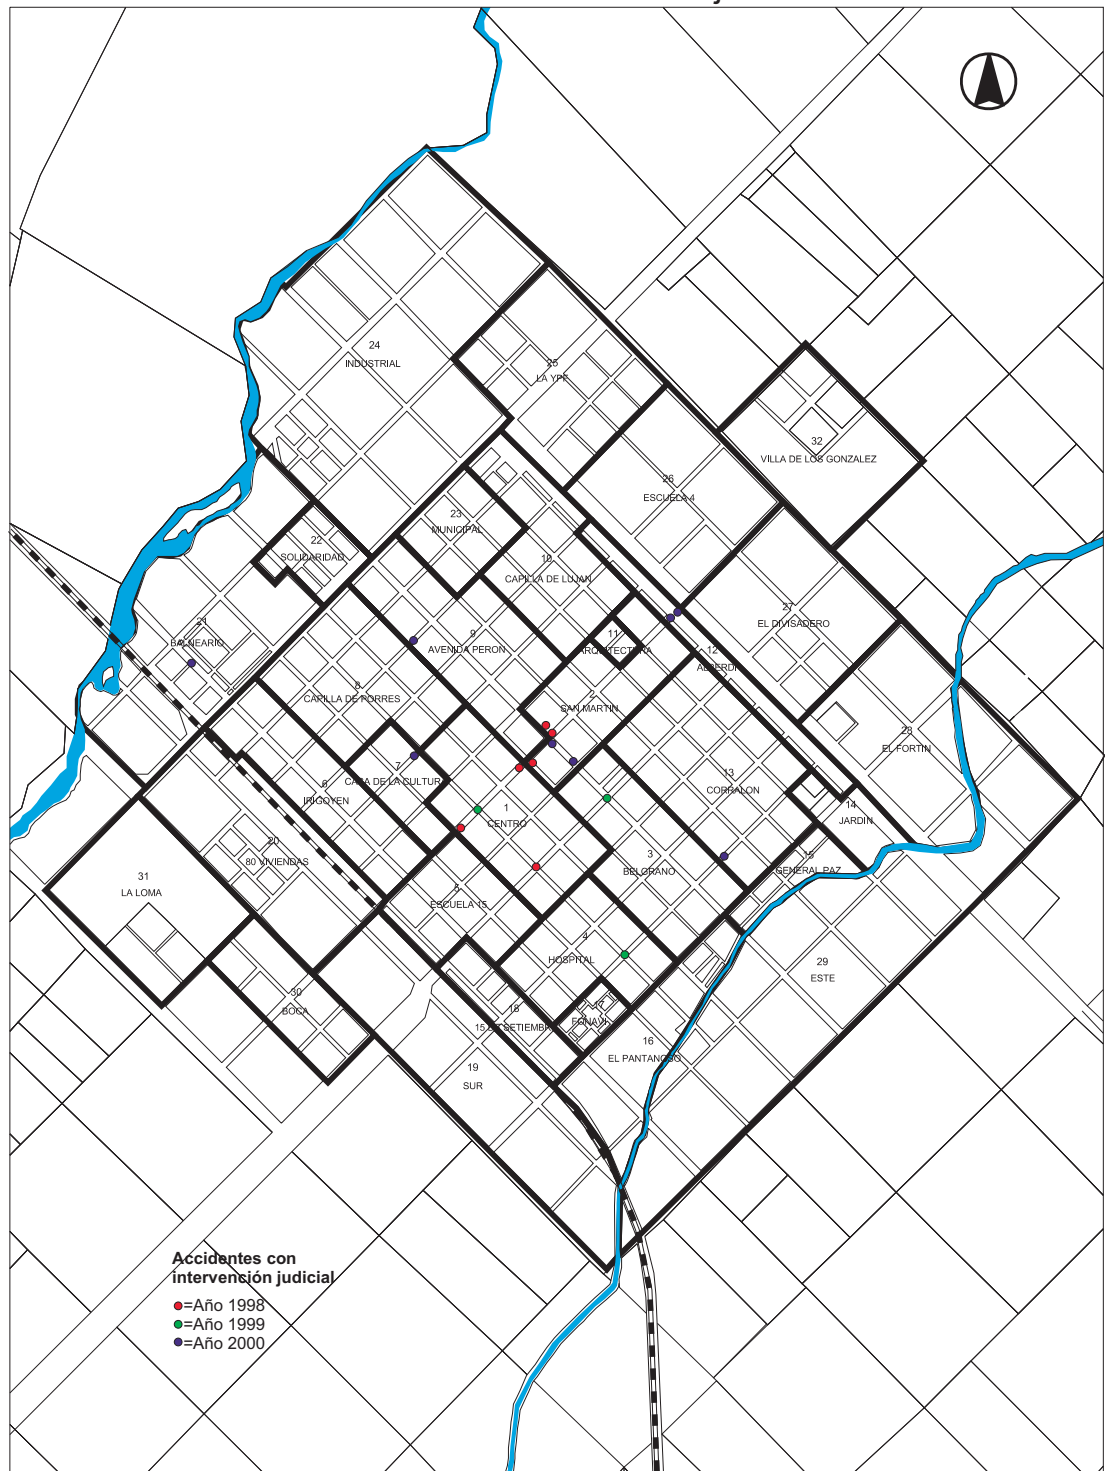 24
INDUSTRIAL
25
LA YPF
32
VILLA DE LOS GONZALEZ
26
ESCUELA 4
23
MUNICIPAL
22
SOLIDARIDAD
10
CAPILLA DE LUJAN
27
EL DIVISADERO
21
BALNEARIO
9
AVENIDA PERON
11
ARQUITECTURA
12
ALBERDI
8
CAPILLA DE PORRES
2
SAN MARTIN
28
EL FORTIN
7
CASA DE LA CULTURA
6
IRIGOYEN
13
CORRALON
1
CENTRO
14
JARDIN
20
80 VIVIENDAS
3
BELGRANO
15
GENERAL PAZ
31
LA LOMA
5
ESCUELA 15
4
HOSPITAL
29
ESTE
30
BOCA
18
15 DE SETIEMBRE
17
FONAVI
16
EL PANTANOSO
19
SUR
Accidentes con
intervención judicial
=Año 1998
=Año 1999
=Año 2000